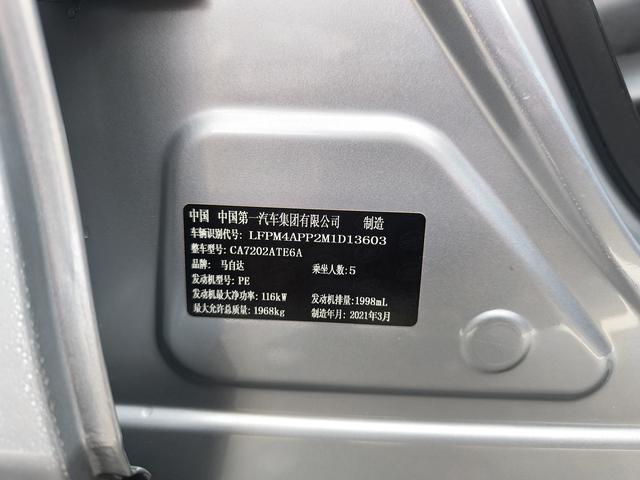 中国 中国第一汽车集团有限公司 制造
车辆识别代号: LFPM4APP2M1D13603
整车型号: CA7202ATE6A
品牌: 马自达 乘坐人数: 5
发动机型号: PE
发动机最大净功率: 116kW 发动机排量: 1998mL
最大允许总质量: 1968kg 制造年月: 2021年3月